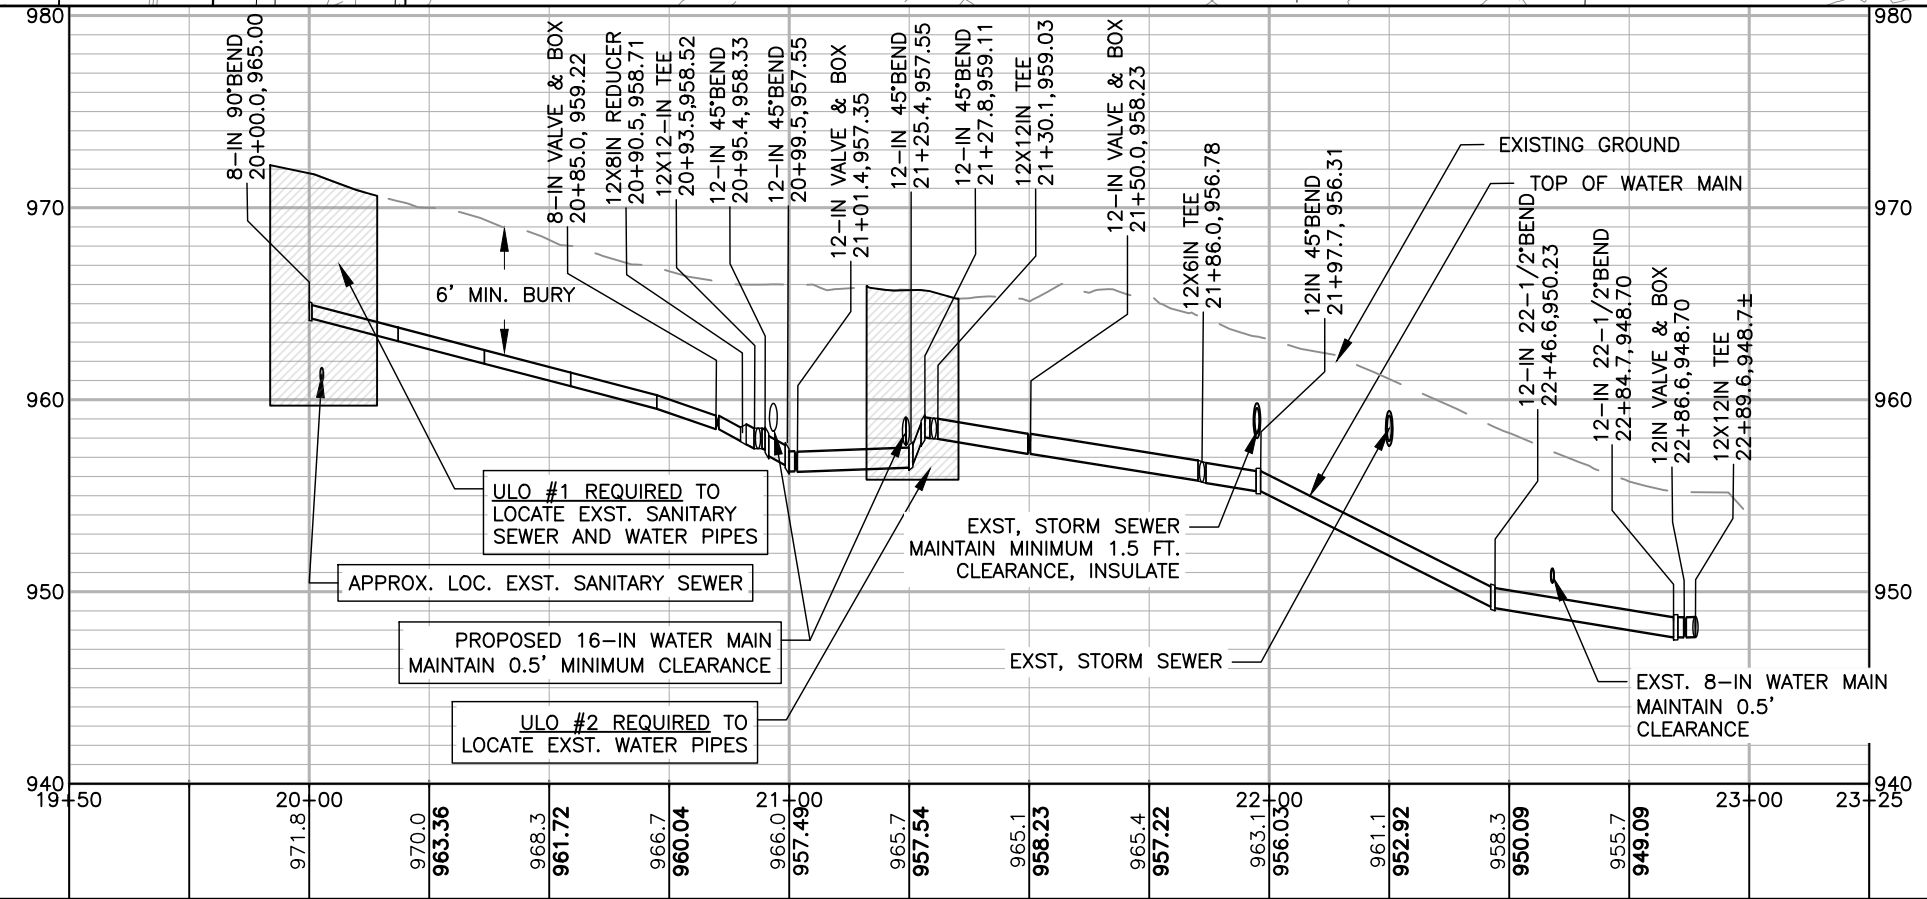 980
970
960
950
940
980
970
960
950
940
8-IN 90°BEND
20+00.0,965.00
8-IN VALVE & BOX
20+85.0,959.22
12X8IN REDUCER
20+90.5,958.71
12X12-IN TEE
20+93.5,958.52
12-IN 45°BEND
20+95.4,958.33
12-IN 45°BEND
20+99.5,957.55
12-IN VALVE & BOX
21+01.4,957.35
12-IN 45°BEND
21+25.4,957.55
12-IN 45°BEND
21+27.8,959.11
12X12IN TEE
21+30.1,959.03
12-IN VALVE & BOX
21+50.0,958.23
12X6IN TEE
21+86.0,956.78
12IN 45°BEND
21+97.7,956.31
12-IN 22-1/2°BEND
22+46.6,950.23
12-IN 22-1/2°BEND
22+84.7,948.70
12IN VALVE & BOX
22+86.6,948.70
12X12IN TEE
22+89.6,948.7±
EXISTING GROUND
TOP OF WATER MAIN
6' MIN. BURY
ULO #1 REQUIRED TO
LOCATE EXST. SANITARY
SEWER AND WATER PIPES
APPROX. LOC. EXST. SANITARY SEWER
PROPOSED 16-IN WATER MAIN
MAINTAIN 0.5' MINIMUM CLEARANCE
ULO #2 REQUIRED TO
LOCATE EXST. WATER PIPES
EXST, STORM SEWER
MAINTAIN MINIMUM 1.5 FT.
CLEARANCE, INSULATE
EXST, STORM SEWER
EXST. 8-IN WATER MAIN
MAINTAIN 0.5'
CLEARANCE
19+50
20+00
21+00
22+00
23+00
23+25
971.8
970.0
963.36
968.3
961.72
966.7
960.04
966.0
957.49
965.7
957.54
965.1
958.23
965.4
957.22
963.1
956.03
961.1
952.92
958.3
950.09
955.7
949.09